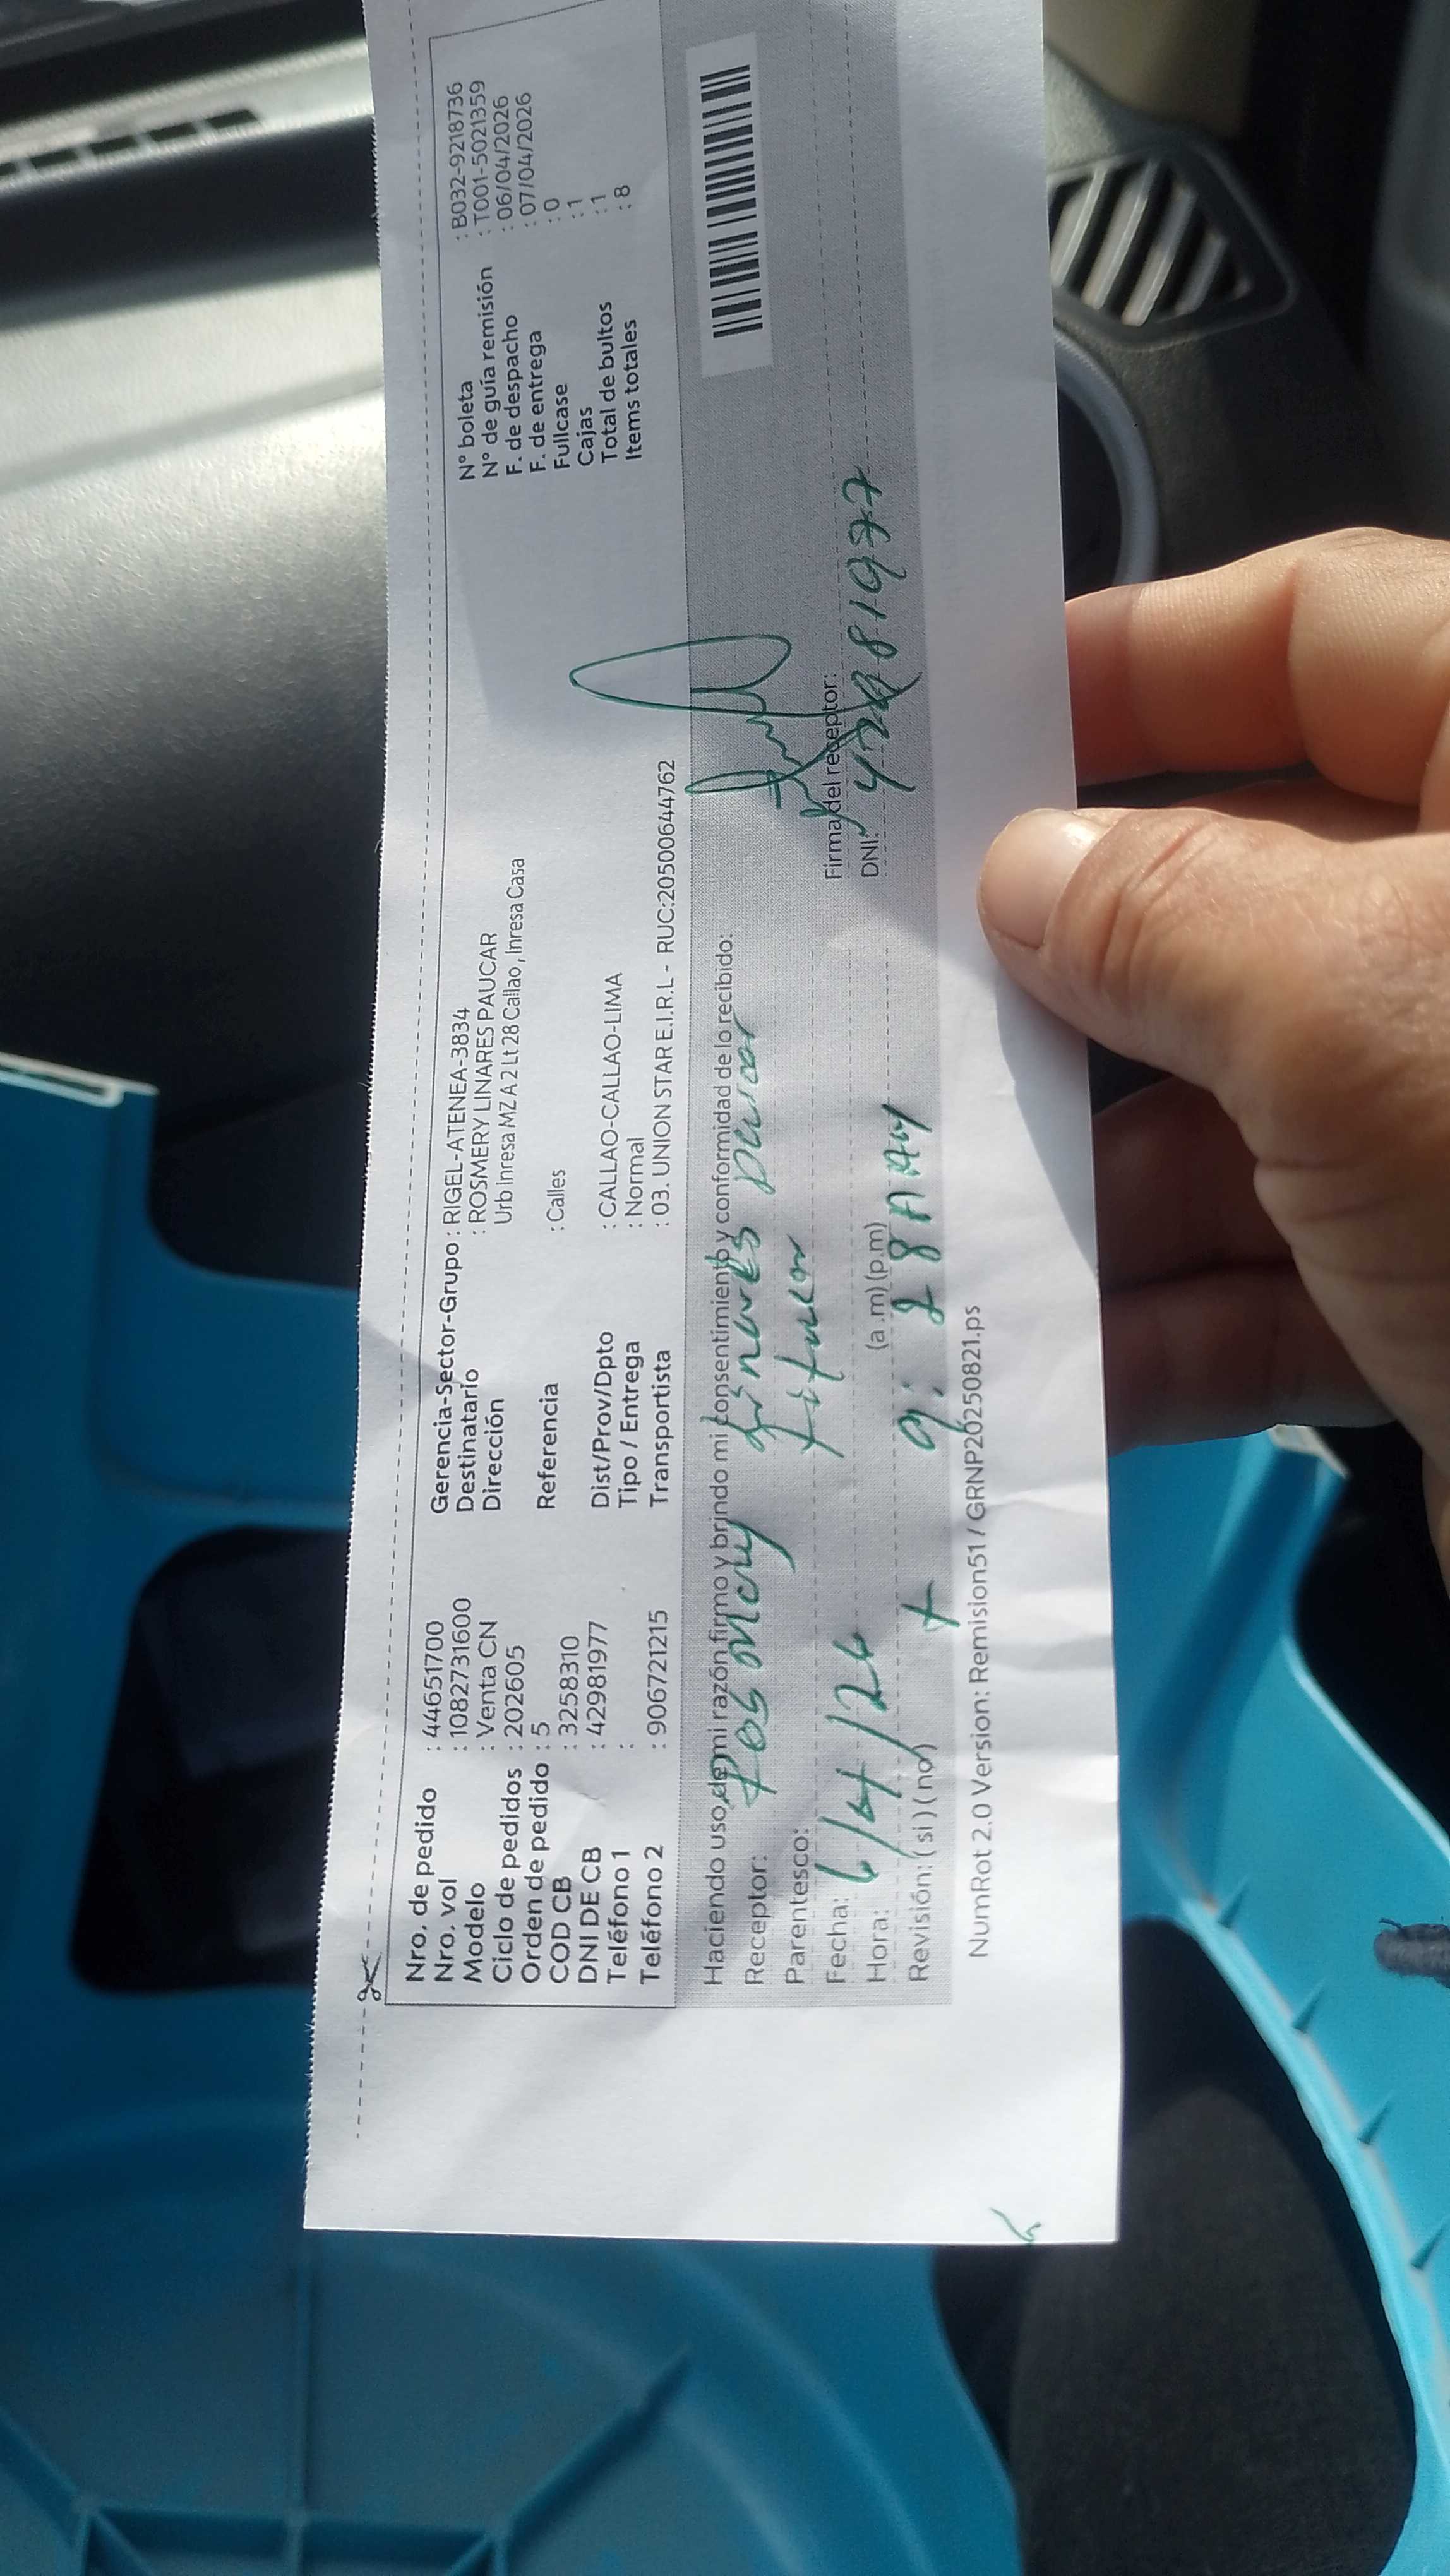 Nro. de pedido : 44651700
Nro. vol : 1082731600
Modelo : Venta CN
Ciclo de pedidos : 202605
Orden de pedido : 5
COD CB : 3258310
DNI DE CB : 42981977
Teléfono 1 :
Teléfono 2 : 906721215
Gerencia-Sector-Grupo : RIGEL-ATENEA-3834
Destinatario : ROSMERY LINARES PAUCAR
Dirección Urb Inresa MZ A 2 Lt 28 Callao , Inresa Casa
Referencia : Calles
Dist/Prov/Dpto : CALLAO-CALLAO-LIMA
Tipo / Entrega : Normal
Transportista : 03. UNION STAR E.I.R.L - RUC:20500644762
N° boleta : B032-9218736
N° de guía remisión : T001-5021359
F. de despacho : 06/04/2026
F. de entrega : 07/04/2026
Fullcase : 0
Cajas : 1
Total de bultos : 1
Items totales : 8
Haciendo uso de mi razón firmo y brindo mi consentimiento y conformidad de lo recibido:
Receptor: Rosmery Linares Paucar
Parentesco: titular
Fecha: 6/4/26
Firma del receptor:
Hora: 9:28 (a .m) (p.m)
DNI: 42981977
Revisión: ( si ) ( no )
NumRot 2.0 Version: Remision51 / GRNP20250821.ps